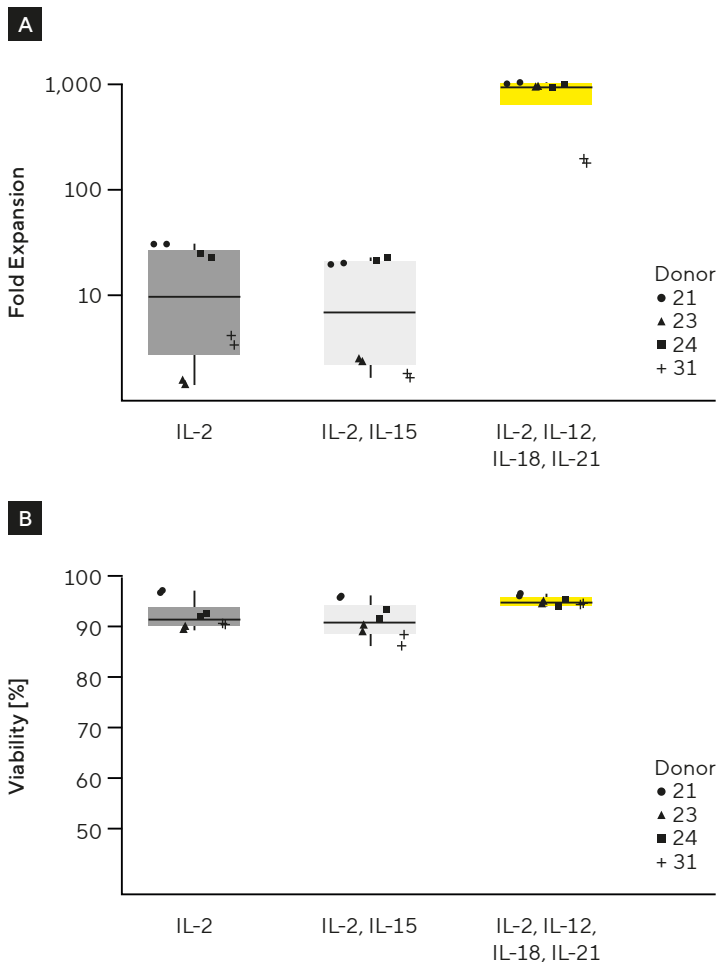 A
1,000
100
10
Fold Expansion
Donor
21
23
24
31
IL-2
IL-2, IL-15
IL-2, IL-12,
IL-18, IL-21
B
100
90
80
70
60
50
Viability [%]
Donor
21
23
24
31
IL-2
IL-2, IL-15
IL-2, IL-12,
IL-18, IL-21